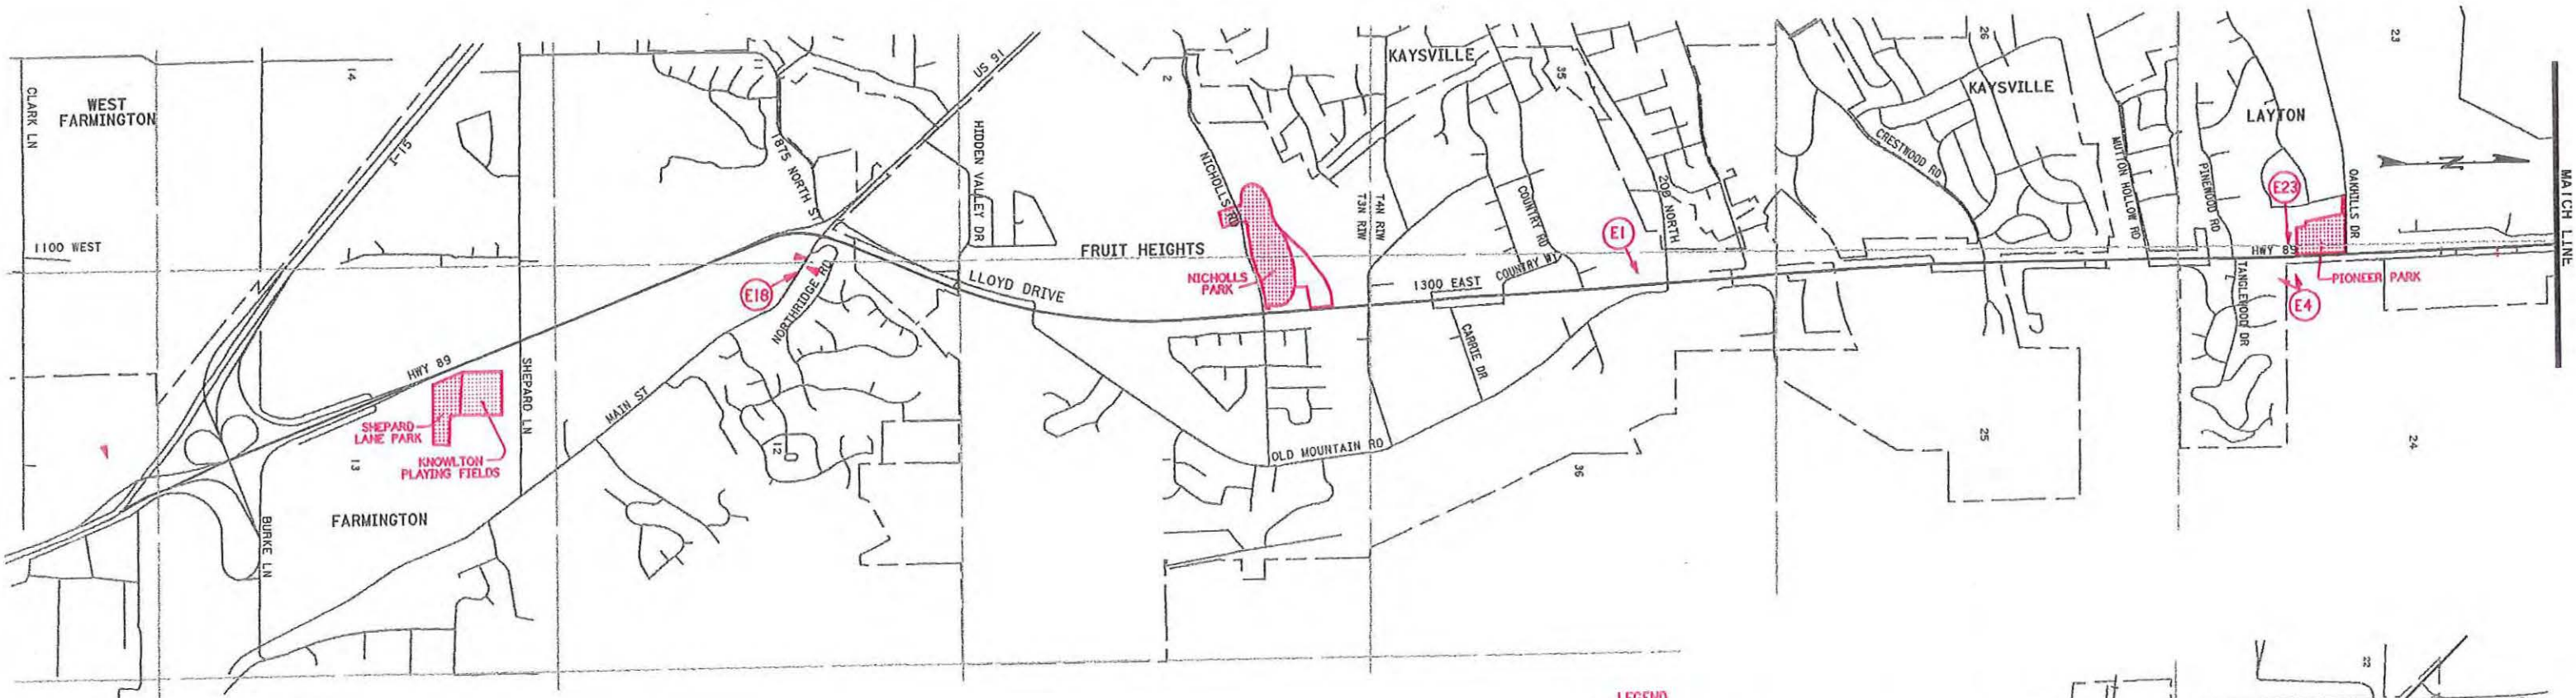 WEST
FARMINGTON
CLARK LN
14
I-15
1100 WEST
HWY 89
SHEPARD
LANE PARK
KNOWLTON
PLAYING FIELDS
SHEPARD LN
13
FARMINGTON
BURKE LN
MAIN ST
11
1875 NORTH ST
US 91
HIDDEN VALLEY DR
E18
NORTHRIDGE RD
LLOYD DRIVE
12
FRUIT HEIGHTS
2
NICHOLLS RD
NICHOLLS
PARK
KAYSVILLE
T4N R1W
T3N R1W
35
COUNTRY RD
1300 EAST
COUNTRY WY
CARRIE DR
OLD MOUNTAIN RD
36
E1
200 NORTH
26
KAYSVILLE
CRESTWOOD RD
25
MUTTON HOLLOW RD
PINEWOOD RD
LAYTON
E23
OAKHILLS DR
HWY 89
TANGLEWOOD DR
PIONEER PARK
E4
23
N
MATCH LINE
24
22
LEGEND